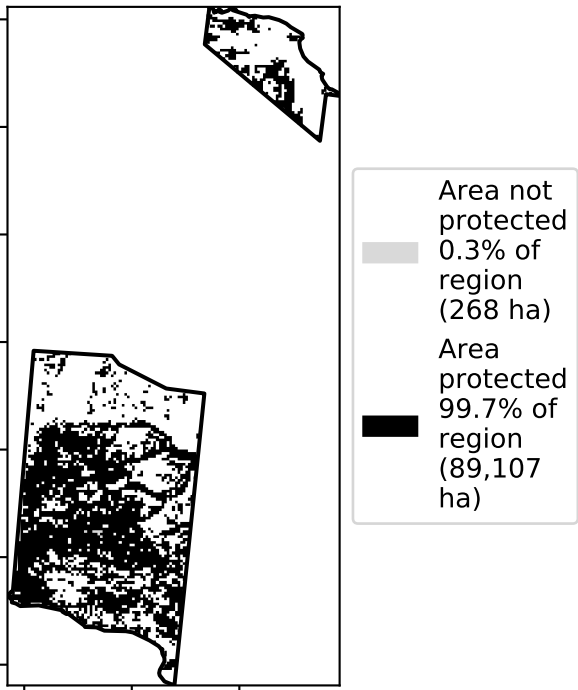 Area not
protected
0.3% of
region
(268 ha)
Area
protected
99.7% of
region
(89,107
ha)